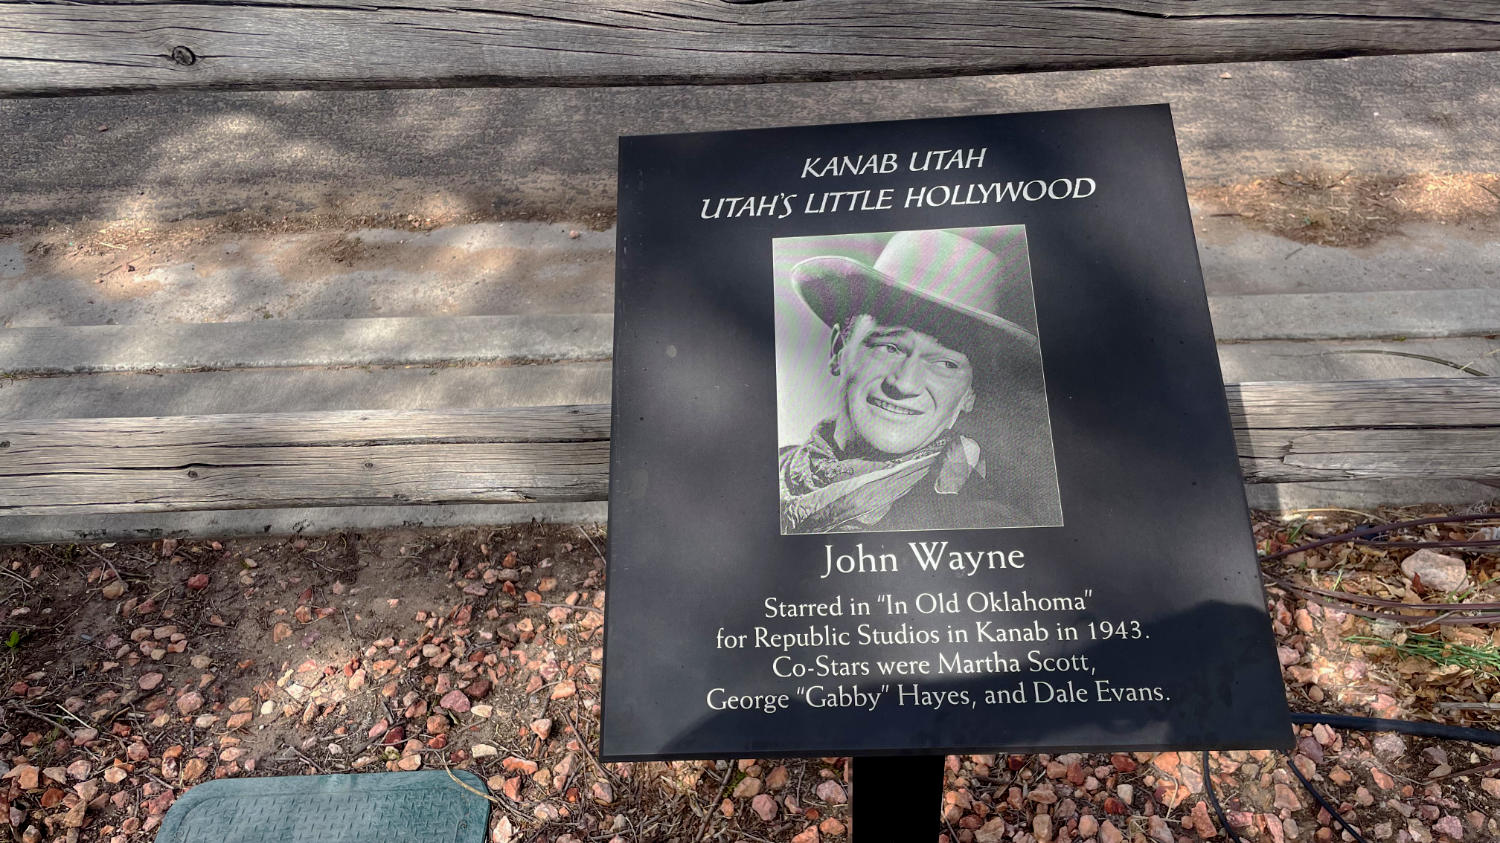 KANAB UTAH
UTAH'S LITTLE HOLLYWOOD
John Wayne
Starred in "In Old Oklahoma"
for Republic Studios in Kanab in 1943.
Co-Stars were Martha Scott,
George "Gabby" Hayes, and Dale Evans.